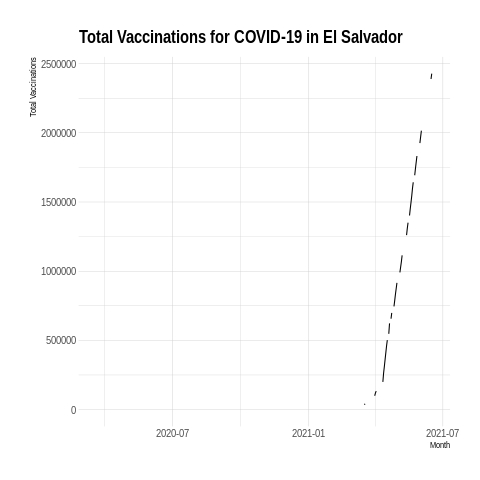 Total Vaccinations for COVID-19 in El Salvador
Total Vaccinations
2500000
2000000
1500000
1000000
500000
0
2020-07 2021-01 2021-07
Month